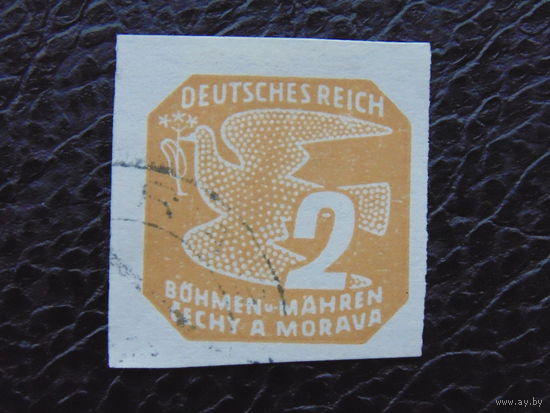 DEUTSCHES REICH
2
BÖHMEN u. MÄHREN
ČECHY A MORAVA
www.ay.by